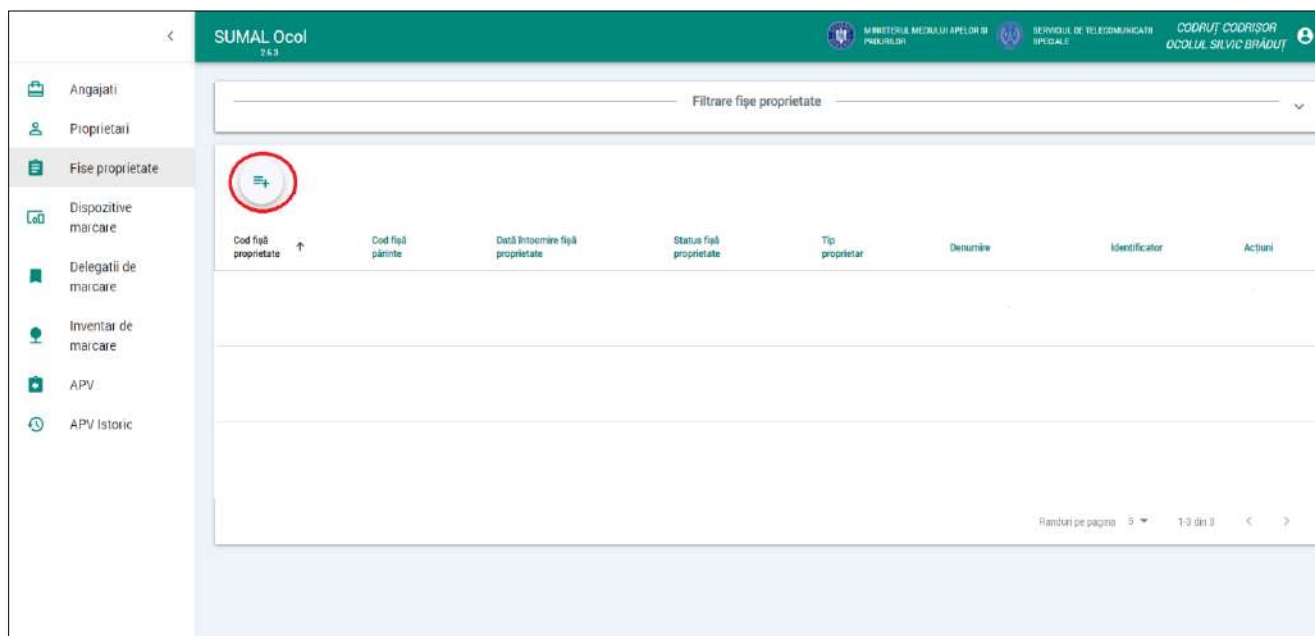 SUMAL Ocol
2.6.3
MINISTERUL MEDIULUI APELOR SI
PADURILOR
SERVICIUL DE TELECOMUNICATII
SPECIALE
CODRUȚ CODRIȘOR
OCOLUL SILVIC BRĂDUȚ
Angajati
Proprietari
Fise proprietate
Dispozitive
marcare
Delegatii de
marcare
Inventar de
marcare
APV
APV Istoric
Filtrare fișe proprietate
Cod fișă
proprietate
Cod fișă
părinte
Dată întocmire fișă
proprietate
Status fișă
proprietate
Tip
proprietar
Denumire
Identificator
Acțiuni
Randuri pe pagina 5 1-3 din 3